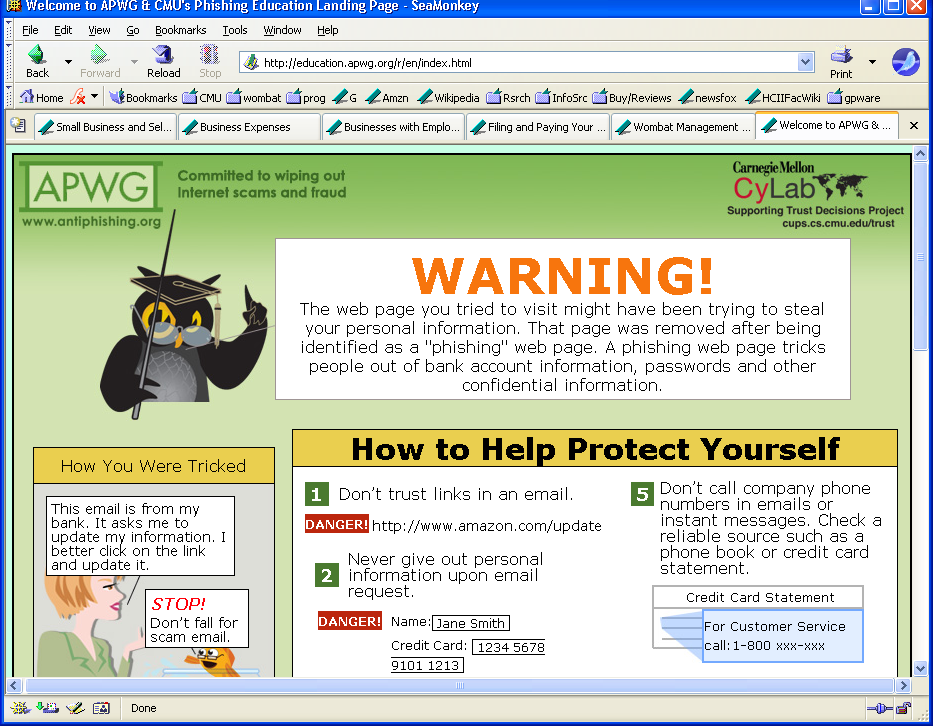 Welcome to APWG & CMU's Phishing Education Landing Page - SeaMonkey
File Edit View Go Bookmarks Tools Window Help
Back Forward Reload Stop http://education.apwg.org/r/en/index.html Print
Home Bookmarks CMU wombat prog G Amzn Wikipedia Rsrch InfoSrc Buy/Reviews newsfox HCIIFacWiki gpware
Small Business and Sel... Business Expenses Businesses with Emplo... Filing and Paying Your ... Wombat Management ... Welcome to APWG & ...
APWG
www.antiphishing.org
Committed to wiping out
Internet scams and fraud
Carnegie Mellon
CyLab
Supporting Trust Decisions Project
cups.cs.cmu.edu/trust
WARNING!
The web page you tried to visit might have been trying to steal
your personal information. That page was removed after being
identified as a "phishing" web page. A phishing web page tricks
people out of bank account information, passwords and other
confidential information.
How You Were Tricked
This email is from my
bank. It asks me to
update my information. I
better click on the link
and update it.
STOP!
Don't fall for
scam email.
How to Help Protect Yourself
1 Don't trust links in an email.
DANGER! http://www.amazon.com/update
2 Never give out personal
information upon email
request.
DANGER! Name: Jane Smith
Credit Card: 1234 5678
9101 1213
5 Don't call company phone
numbers in emails or
instant messages. Check a
reliable source such as a
phone book or credit card
statement.
Credit Card Statement
For Customer Service
call: 1-800 xxx-xxx
Done